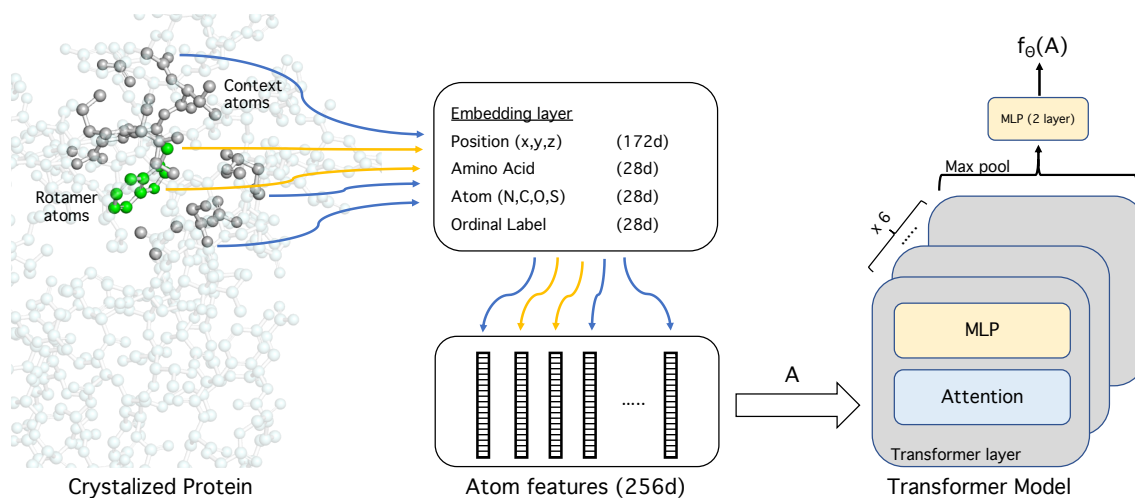 Context
atoms
Rotamer
atoms
Crystalized Protein
Embedding layer
Position (x,y,z) (172d)
Amino Acid (28d)
Atom (N,C,O,S) (28d)
Ordinal Label (28d)
.....
Atom features (256d)
A
fΘ(A)
MLP (2 layer)
Max pool
x 6
.....
MLP
Attention
Transformer layer
Transformer Model